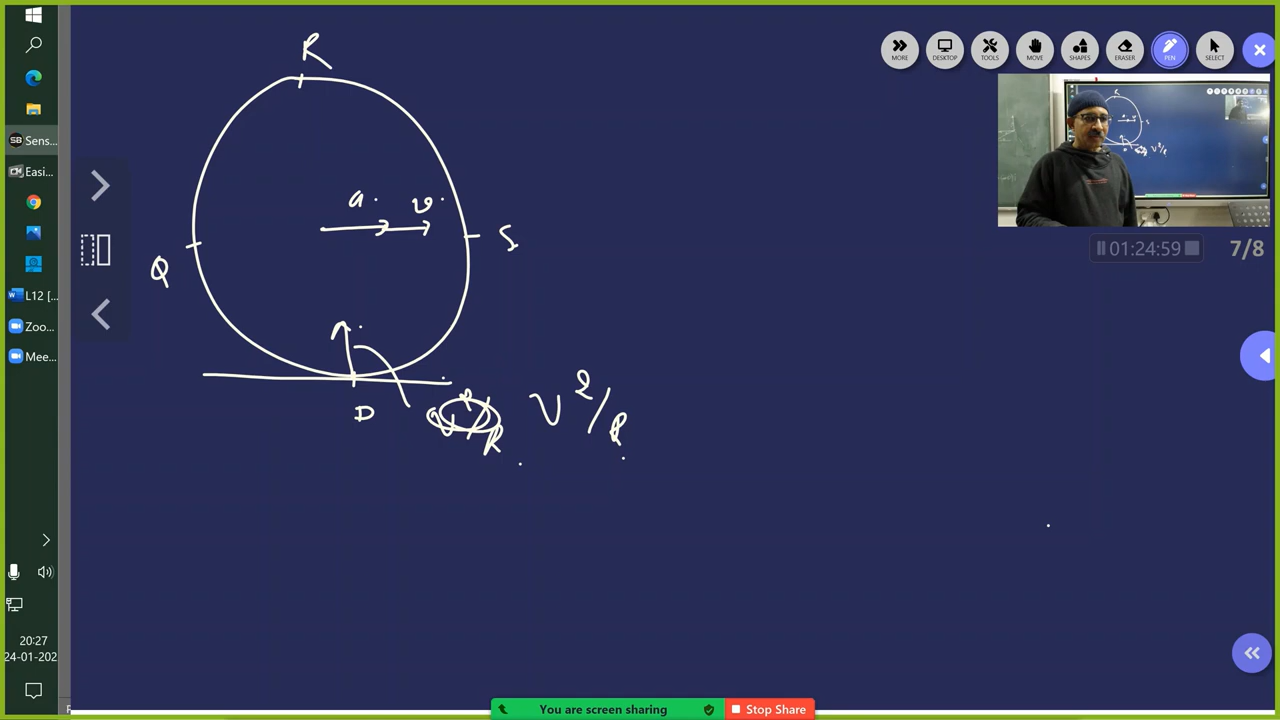 R
MORE
DESKTOP
TOOLS
MOVE
SHAPES
ERASER
PEN
SELECT
Sens...
Easi...
a
v
S
01:24:59
7/8
Q
L12 [...
Zoo...
Mee...
D
R
V²/R
20:27
24-01-202
You are screen sharing
Stop Share